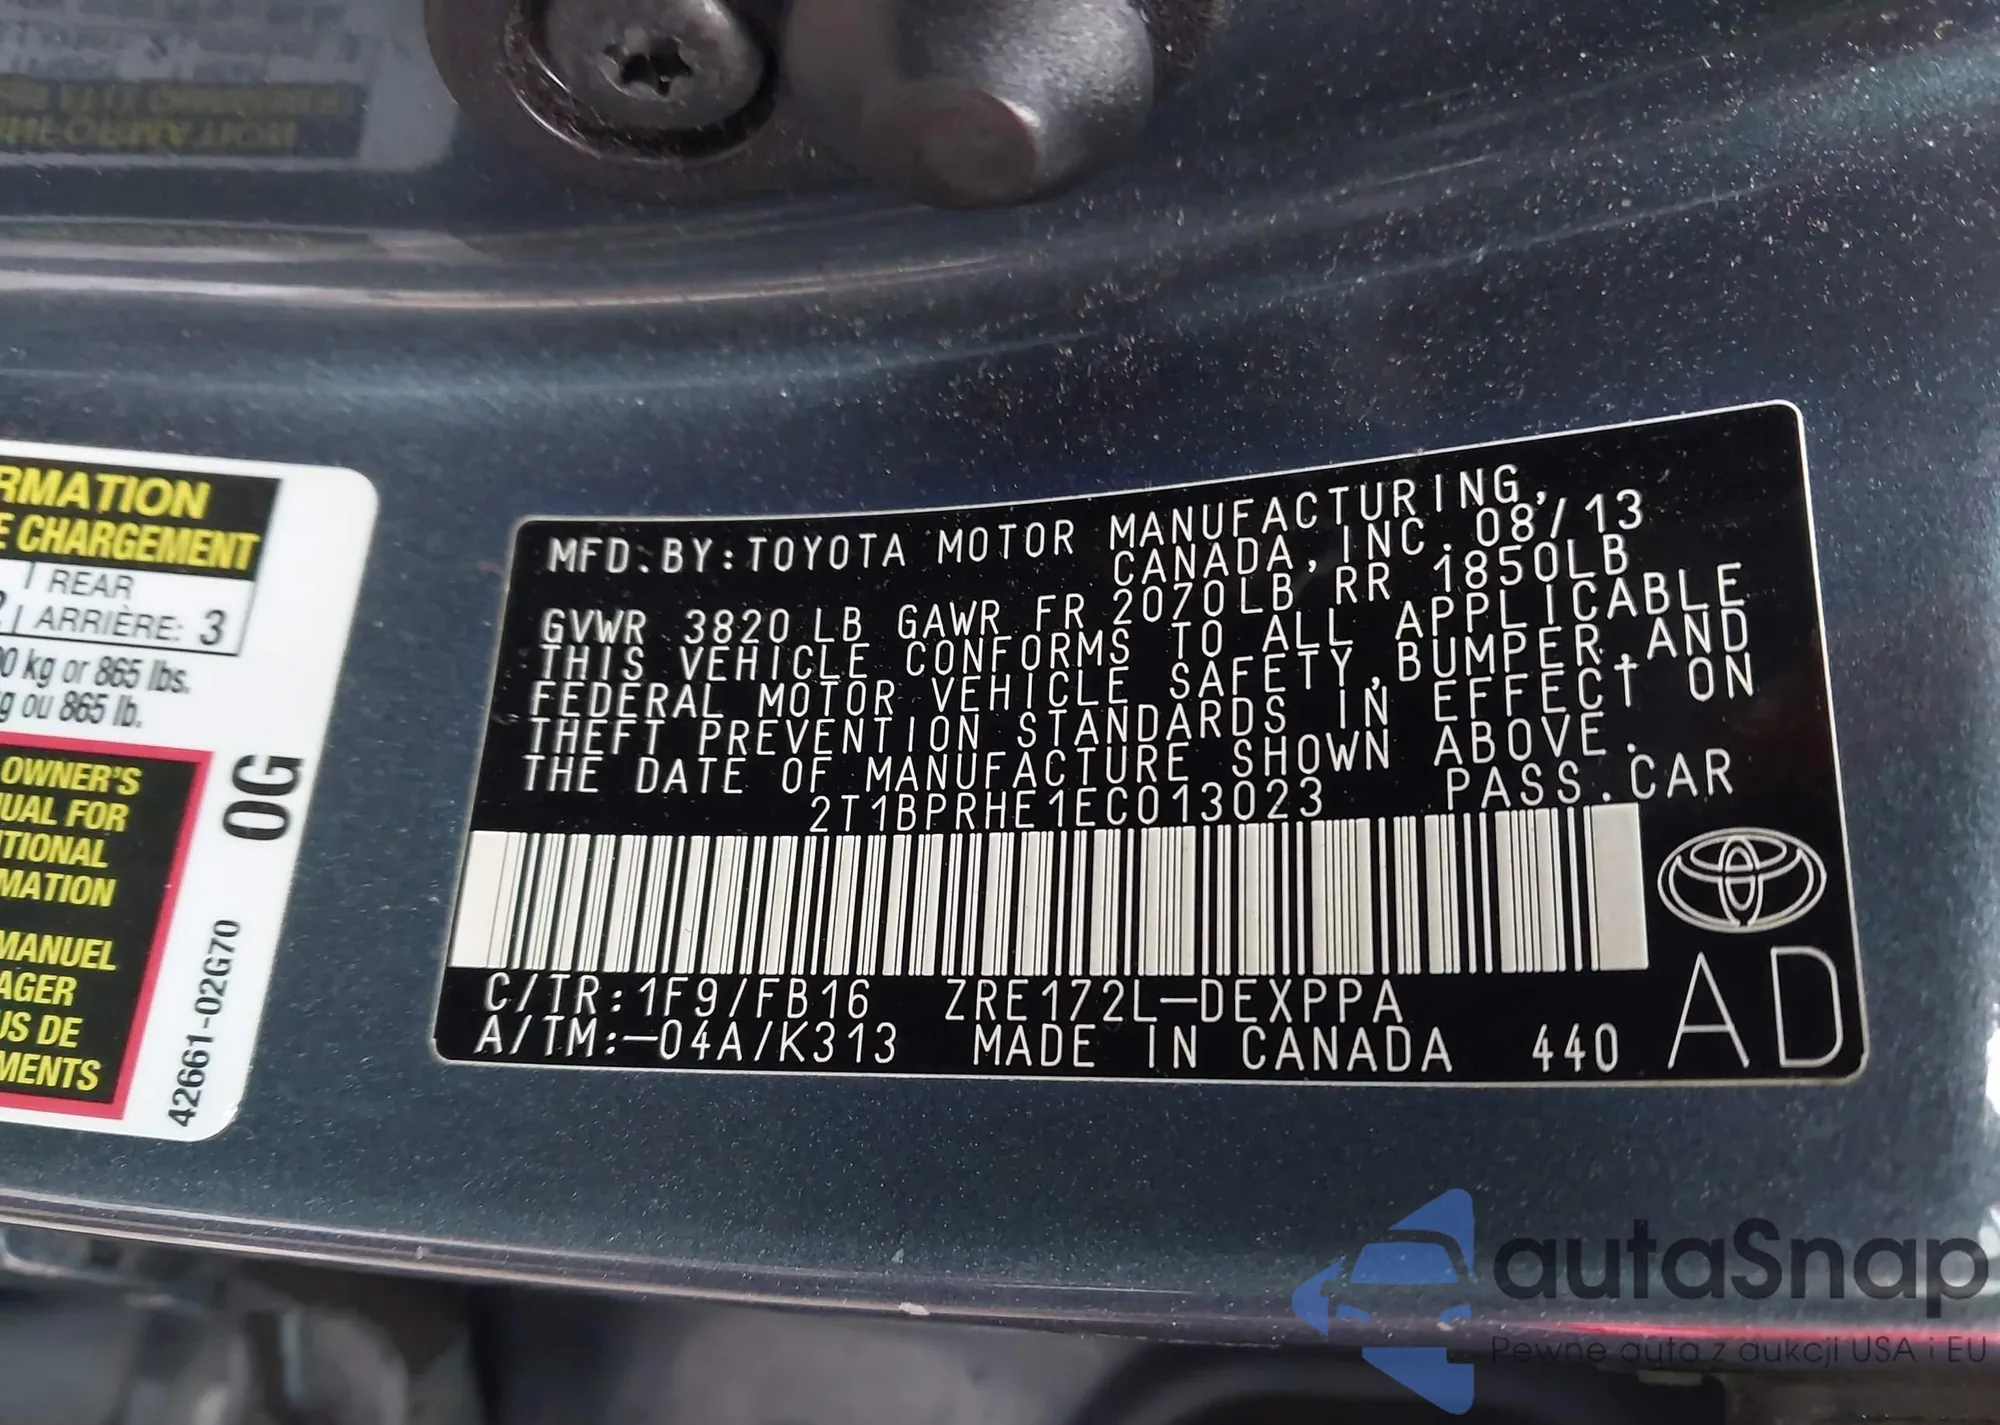 RMATION
E CHARGEMENT
REAR
ARRIÈRE: 3
0 kg or 865 lbs.
g ou 865 lb.
OWNER'S
UAL FOR
TIONAL
MATION
MANUEL
AGER
US DE
MENTS
0G
42661-02G70
MFD.BY:TOYOTA MOTOR MANUFACTURING,
CANADA, INC. 08/13
GVWR 3820LB GAWR FR 2070LB RR 1850LB
THIS VEHICLE CONFORMS TO ALL APPLICABLE
FEDERAL MOTOR VEHICLE SAFETY, BUMPER, AND
THEFT PREVENTION STANDARDS IN EFFECT ON
THE DATE OF MANUFACTURE SHOWN ABOVE.
2T1BPRHE1EC013023 PASS.CAR
C/TR:1F9/FB16 ZRE172L-DEXPPA
A/TM:-04A/K313 MADE IN CANADA 440
AD
autaSnap
Pewne auta z aukcji USA i EU